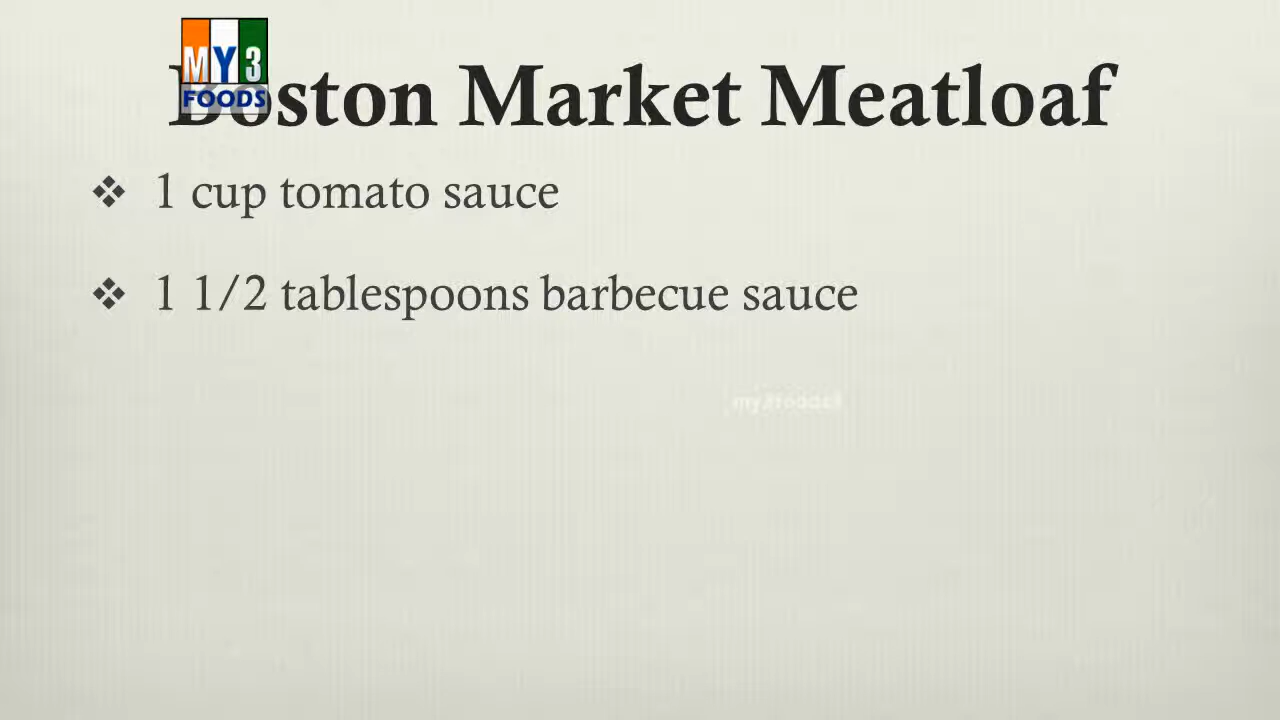 MY3
FOODS
Boston Market Meatloaf
❖ 1 cup tomato sauce
❖ 1 1/2 tablespoons barbecue sauce